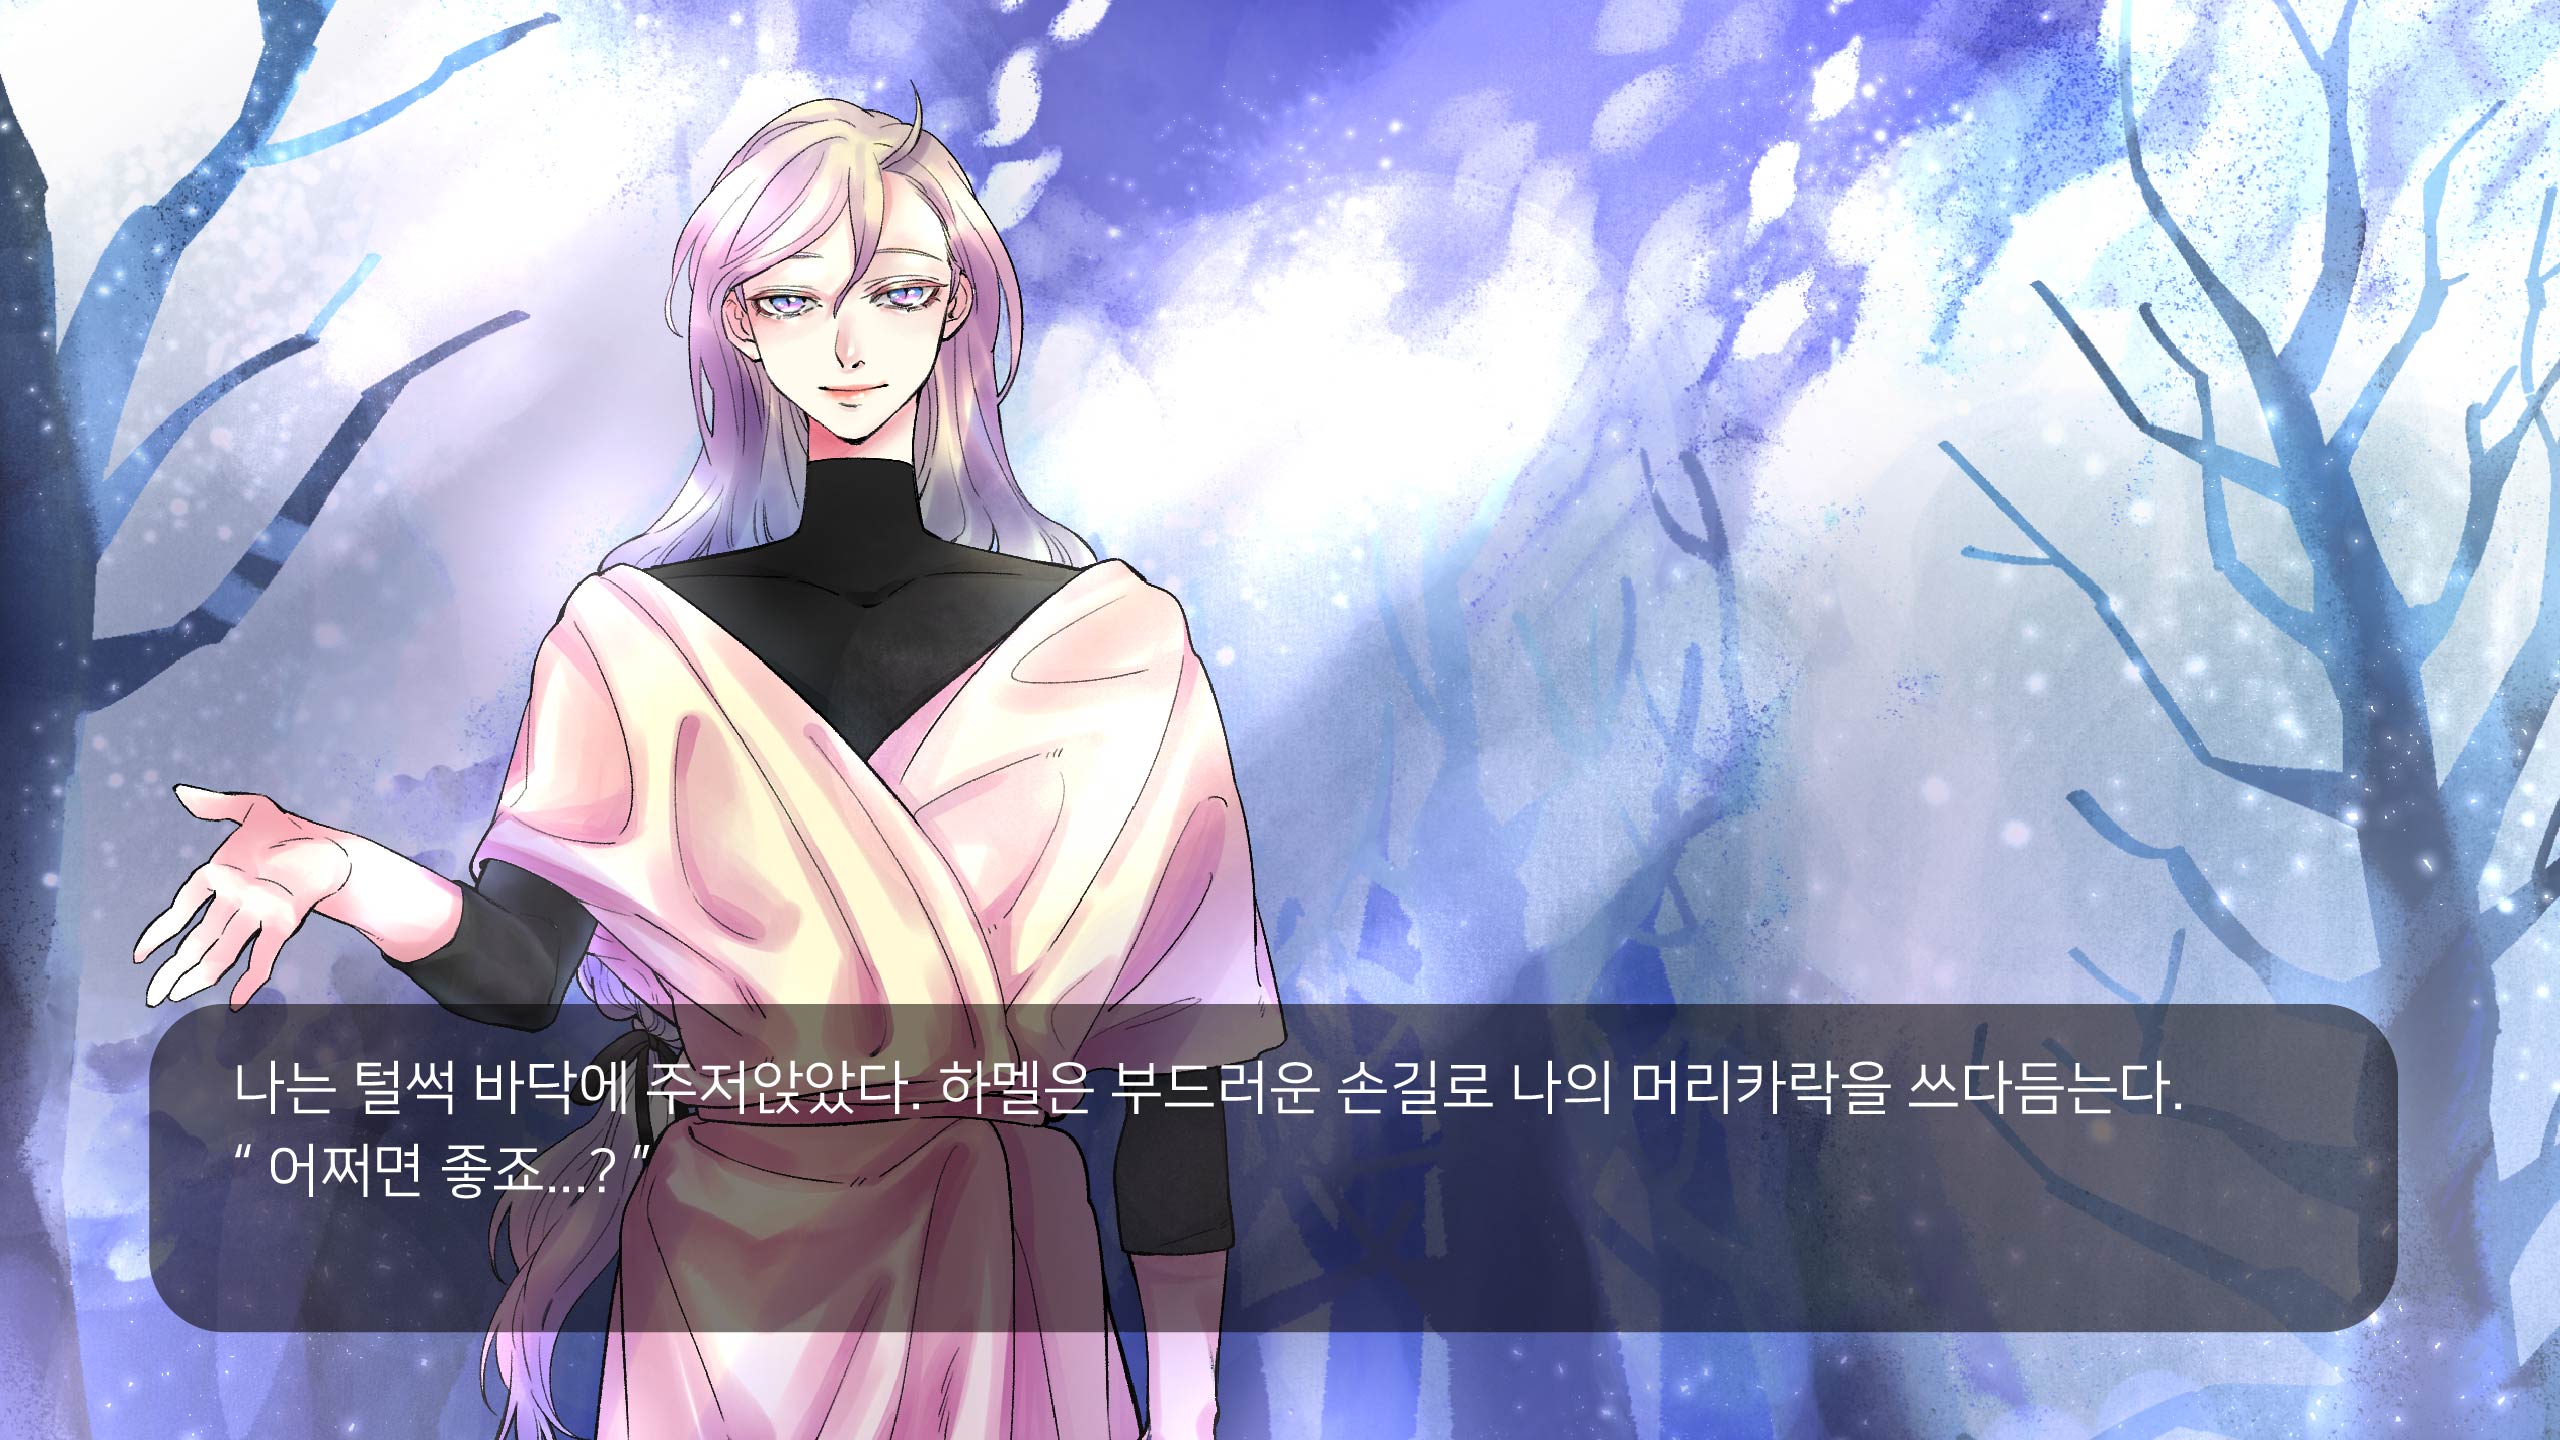 나는 털썩 바닥에 주저앉았다. 하멜은 부드러운 손길로 나의 머리카락을 쓰다듬는다.
“ 어쩌면 좋죠...? ”